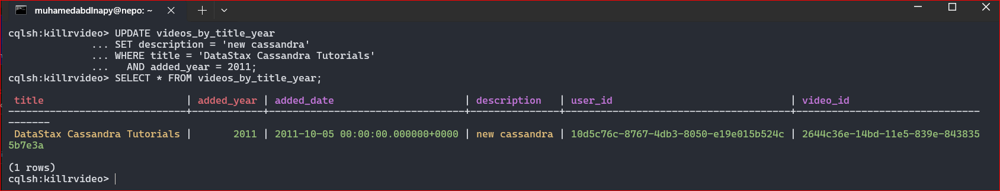 muhamedabdlnapy@nepo: ~
cqlsh:killrvideo> UPDATE videos_by_title_year
... SET description = 'new cassandra'
... WHERE title = 'DataStax Cassandra Tutorials'
...   AND added_year = 2011;
cqlsh:killrvideo> SELECT * FROM videos_by_title_year;
title | added_year | added_date | description | user_id | video_id
------------------------------+------------+---------------------------------+---------------+--------------------------------------+-------------------------------
-------
DataStax Cassandra Tutorials | 2011 | 2011-10-05 00:00:00.000000+0000 | new cassandra | 10d5c76c-8767-4db3-8050-e19e015b524c | 2644c36e-14bd-11e5-839e-843835
5b7e3a
(1 rows)
cqlsh:killrvideo>